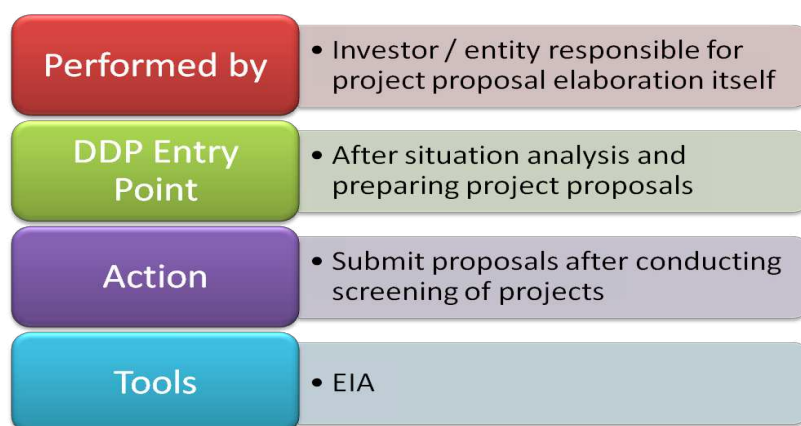 Performed by
• Investor / entity responsible for
project proposal elaboration itself
DDP Entry
Point
• After situation analysis and
preparing project proposals
Action
• Submit proposals after conducting
screening of projects
Tools
• EIA